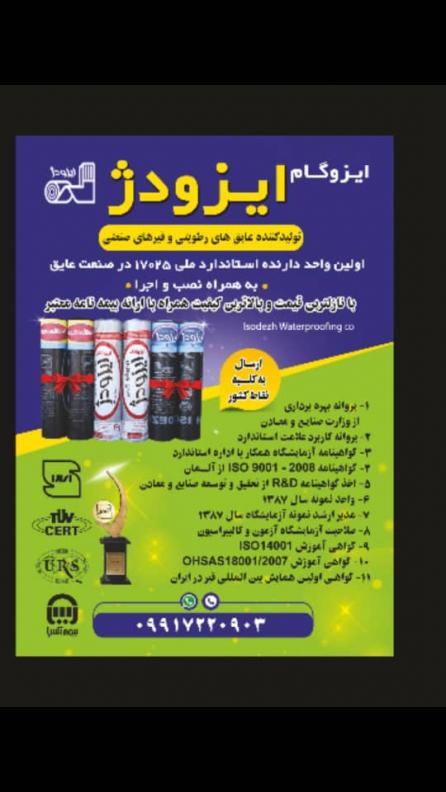 ایزوگام ایزودژ
ایزودژ
تولیدکننده عایق های رطوبتی و قیرهای صنعتی
اولین واحد دارنده استاندارد ملی ۱۷۰۲۵ در صنعت عایق
• به همراه نصب و اجرا •
با نازلترین قیمت و بالاترین کیفیت همراه با ارائه بیمه نامه معتبر
Isodezh Waterproofing co
ایزودژ
ارسال
به کلیه
نقاط کشور
۱- پروانه بهره برداری
از وزارت صنایع و معادن
۲- پروانه کاربرد علامت استاندارد
۳- گواهینامه آزمایشگاه همکار با اداره استاندارد
۴- گواهینامه ISO 9001 - 2008 از آلمان
۵- اخذ گواهینامه R&D از تحقیق و توسعه صنایع و معادن
۶- واحد نمونه سال ۱۳۸۷
۷- مدیر ارشد نمونه آزمایشگاه سال ۱۳۸۷
۸- صلاحیت آزمایشگاه آزمون و کالیبراسیون
۹- گواهی آموزش ISO14001
۱۰- گواهی آموزش OHSAS18001/2007
۱۱- گواهی اولین همایش بین المللی قیر در ایران
TÜV
CERT
URS
بیمه آسیا
۰۹۹۱۷۲۲۰۹۰۳